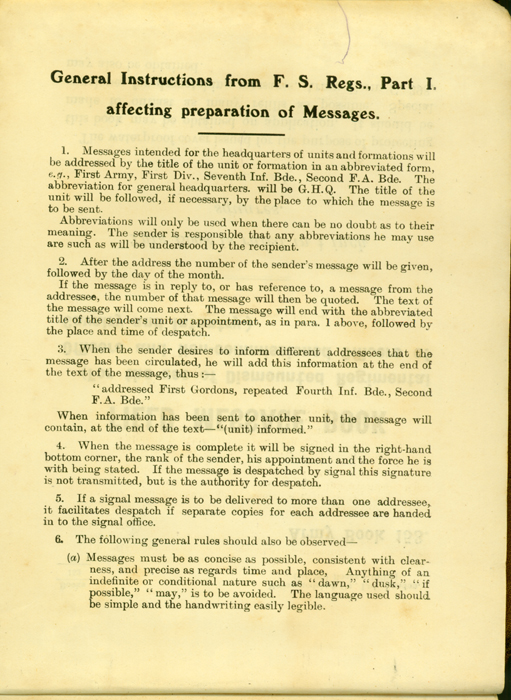 General Instructions from F. S. Regs., Part I.
affecting preparation of Messages.
1. Messages intended for the headquarters of units and formations will
be addressed by the title of the unit or formation in an abbreviated form,
e.g., First Army, First Div., Seventh Inf. Bde., Second F.A. Bde. The
abbreviation for general headquarters. will be G.H.Q. The title of the
unit will be followed, if necessary, by the place to which the message is
to be sent.
Abbreviations will only be used when there can be no doubt as to their
meaning. The sender is responsible that any abbreviations he may use
are such as will be understood by the recipient.
2. After the address the number of the sender's message will be given,
followed by the day of the month.
If the message is in reply to, or has reference to, a message from the
addressee, the number of that message will then be quoted. The text of
the message will come next. The message will end with the abbreviated
title of the sender's unit or appointment, as in para. 1 above, followed by
the place and time of despatch.
3. When the sender desires to inform different addressees that the
message has been circulated, he will add this information at the end of
the text of the message, thus :—
"addressed First Gordons, repeated Fourth Inf. Bde., Second
F.A. Bde."
When information has been sent to another unit, the message will
contain, at the end of the text—"(unit) informed."
4. When the message is complete it will be signed in the right-hand
bottom corner, the rank of the sender, his appointment and the force he is
with being stated. If the message is despatched by signal this signature
is not transmitted, but is the authority for despatch.
5. If a signal message is to be delivered to more than one addressee,
it facilitates despatch if separate copies for each addressee are handed
in to the signal office.
6. The following general rules should also be observed—
(a) Messages must be as concise as possible, consistent with clear-
ness, and precise as regards time and place, Anything of an
indefinite or conditional nature such as "dawn," "dusk," "if
possible," "may," is to be avoided. The language used should
be simple and the handwriting easily legible.